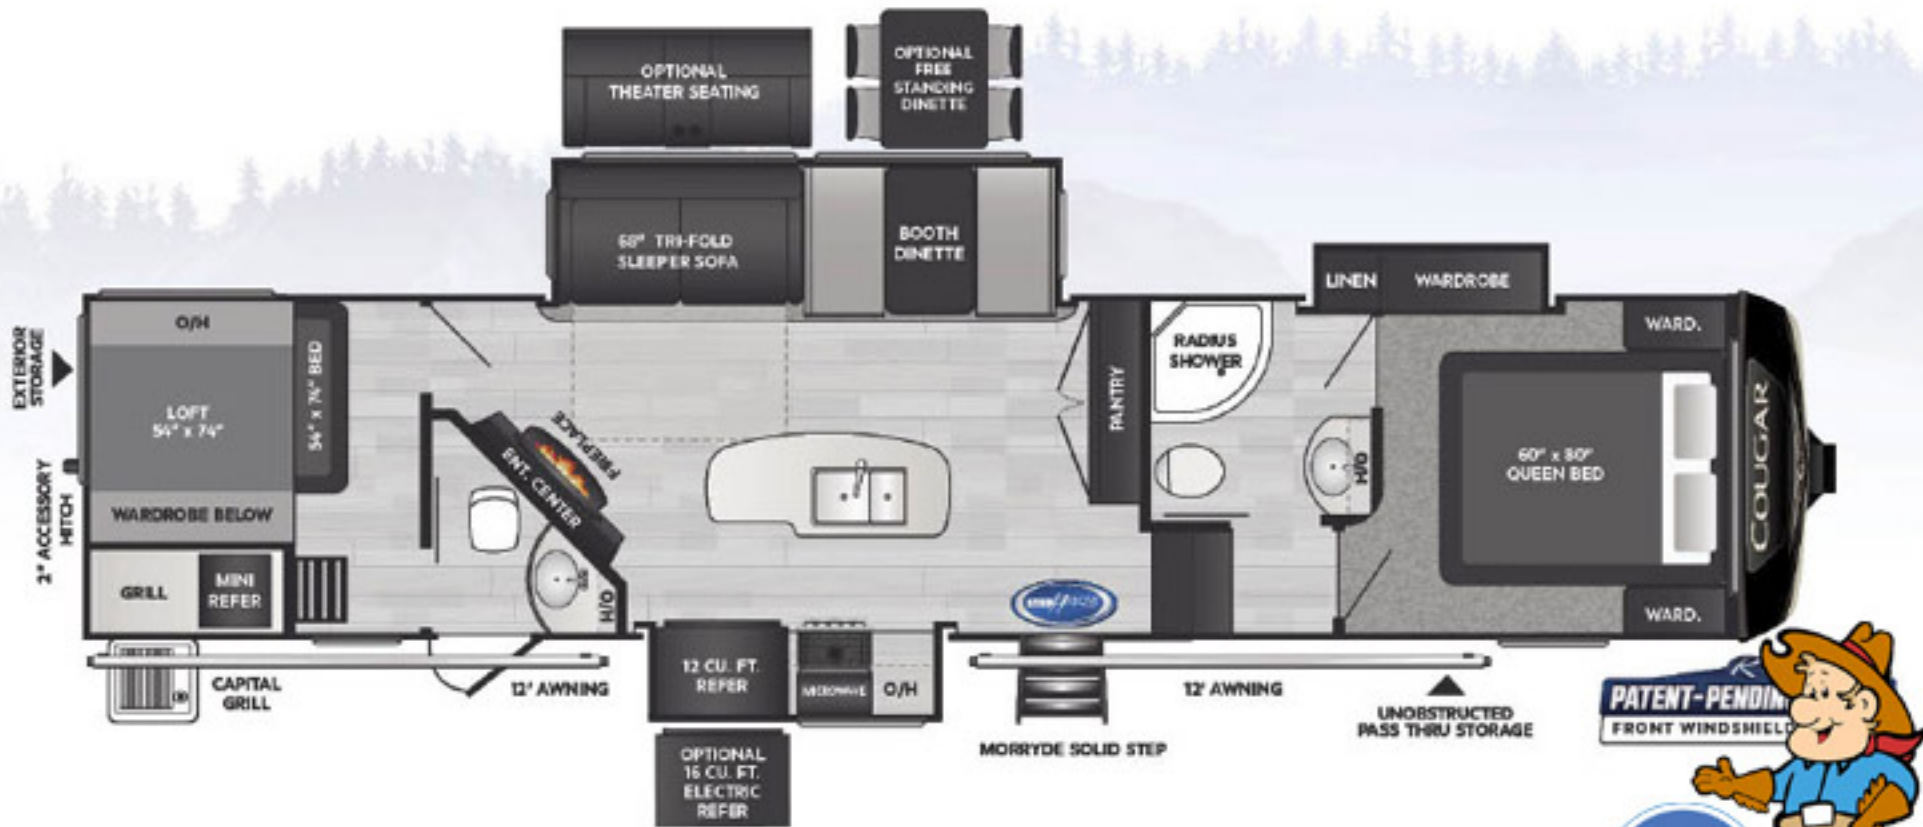 OPTIONAL
THEATER SEATING
OPTIONAL
FREE
STANDING
DINETTE
68" TRI-FOLD
SLEEPER SOFA
BOOTH
DINETTE
LINEN
WARDROBE
EXTERIOR
STORAGE
O/H
LOFT
54" x 74"
54" x 74" BED
WARDROBE BELOW
2" ACCESSORY
HITCH
GRILL
MINI
REFER
CAPITAL
GRILL
FIREPLACE
ENT. CENTER
O/H
12' AWNING
12 CU. FT.
REFER
MICROWAVE
O/H
OPTIONAL
16 CU. FT.
ELECTRIC
REFER
PANTRY
RADIUS
SHOWER
O/H
MORRYDE SOLID STEP
12' AWNING
UNOBSTRUCTED
PASS THRU STORAGE
WARD.
60" x 80"
QUEEN BED
WARD.
COUGAR
PATENT-PENDIN
FRONT WINDSHIELD